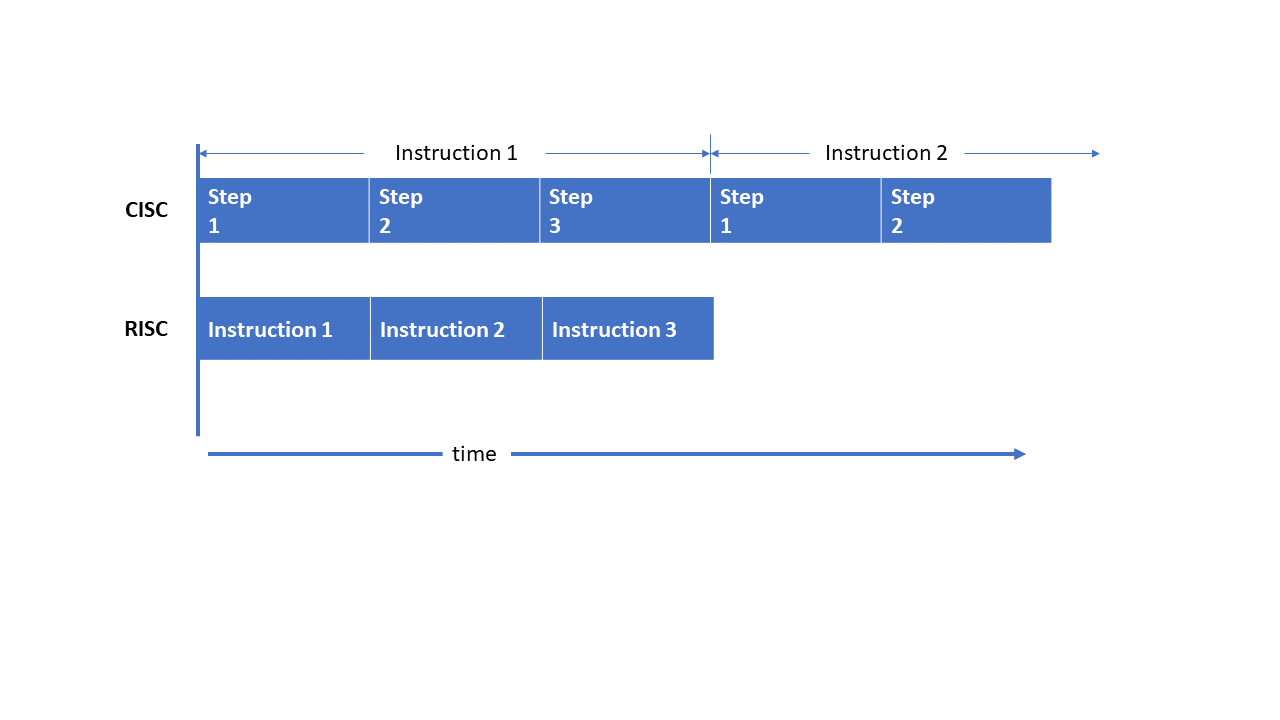 Instruction 1
Instruction 2
CISC
Step
1
Step
2
Step
3
Step
1
Step
2
RISC
Instruction 1
Instruction 2
Instruction 3
time